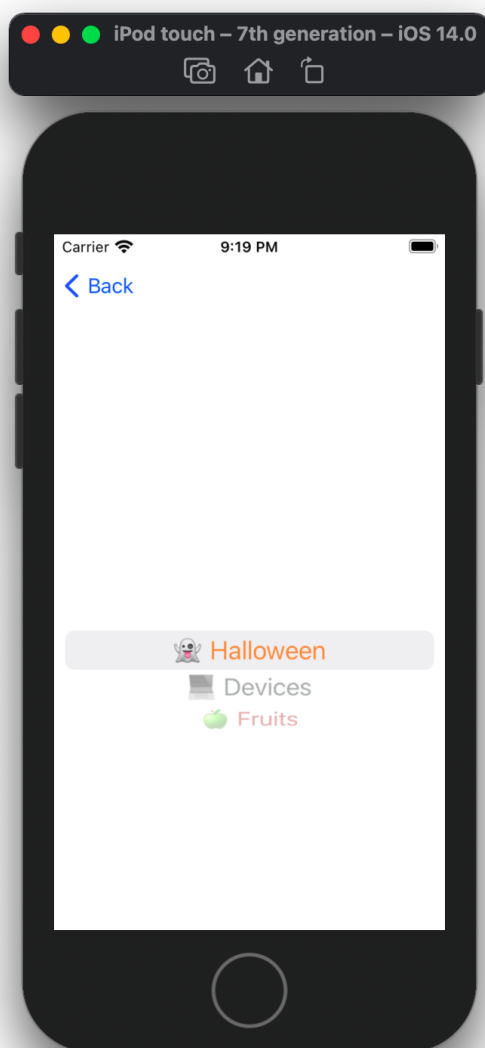 iPod touch – 7th generation – iOS 14.0
Carrier 9:19 PM
Back
👻 Halloween
💻 Devices
🍏 Fruits